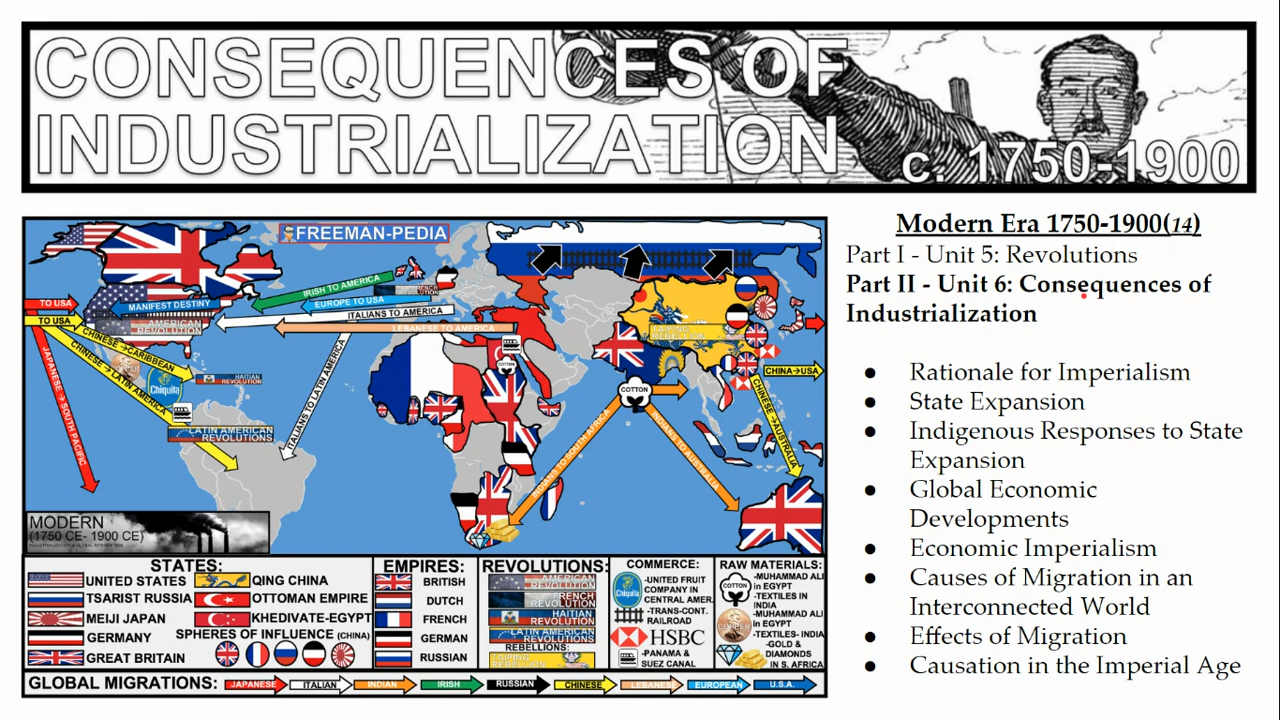 CONSEQUENCES OF
INDUSTRIALIZATION
c. 1750-1900
FREEMAN-PEDIA
TO USA
TO USA
MANIFEST DESTINY
AMERICAN
REVOLUTION
IRISH TO AMERICA
EUROPE TO USA
ITALIANS TO AMERICA
LEBANESE TO AMERICA
CHINESE → CARIBBEAN
CHINESE → LATIN AMERICA
JAPANESE → SOUTH PACIFIC
Chiquita
HAITIAN
REVOLUTION
LATIN AMERICAN
REVOLUTIONS
ITALIANS TO LATIN AMERICA
COTTON
COTTON
INDIANS TO SOUTH AFRICA
INDIANS TO AUSTRALIA
TAIPING
REBELLION
CHINA→USA
CHINESE→AUSTRALIA
MODERN
(1750 CE- 1900 CE)
STATES:
UNITED STATES
QING CHINA
TSARIST RUSSIA
OTTOMAN EMPIRE
MEIJI JAPAN
KHEDIVATE-EGYPT
GERMANY
SPHERES OF INFLUENCE (CHINA)
GREAT BRITAIN
EMPIRES:
BRITISH
DUTCH
FRENCH
GERMAN
RUSSIAN
REVOLUTIONS:
AMERICAN
REVOLUTION
FRENCH
REVOLUTION
HAITIAN
REVOLUTION
LATIN AMERICAN
REVOLUTIONS
REBELLIONS:
TAIPING
REBELLION
COMMERCE:
Chiquita
-UNITED FRUIT
COMPANY IN
CENTRAL AMER.
-TRANS-CONT.
RAILROAD
HSBC
-PANAMA &
SUEZ CANAL
RAW MATERIALS:
COTTON
-MUHAMMAD ALI
in EGYPT
-TEXTILES IN
INDIA
COPPER
-MUHAMMAD ALI
in EGYPT
-TEXTILES- INDIA
-GOLD &
DIAMONDS
IN S. AFRICA
GLOBAL MIGRATIONS:
JAPANESE
ITALIAN
INDIAN
IRISH
RUSSIAN
CHINESE
LEBANESE
EUROPEAN
U.S.A.
Modern Era 1750-1900(14)
Part I - Unit 5: Revolutions
Part II - Unit 6: Consequences of
Industrialization
● Rationale for Imperialism
● State Expansion
● Indigenous Responses to State
Expansion
● Global Economic
Developments
● Economic Imperialism
● Causes of Migration in an
Interconnected World
● Effects of Migration
● Causation in the Imperial Age